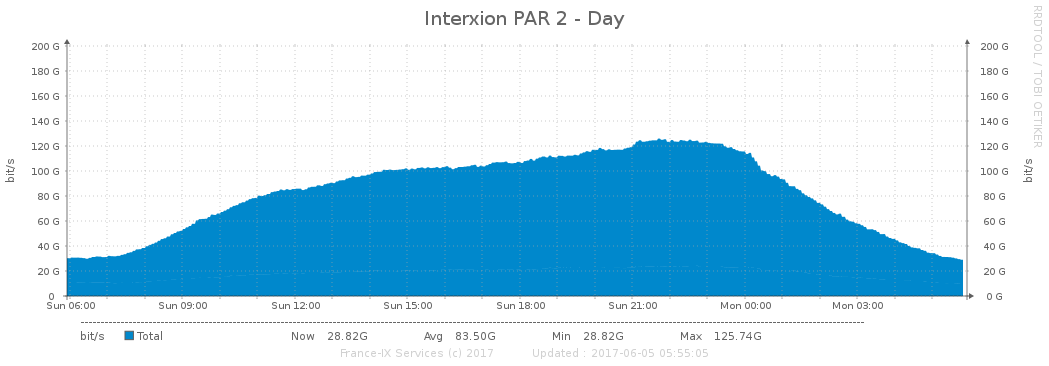 Interxion PAR 2 - Day
RRDTOOL / TOBI OETIKER
200 G 200 G
180 G 180 G
160 G 160 G
140 G 140 G
120 G 120 G
100 G 100 G
80 G 80 G
60 G 60 G
40 G 40 G
20 G 20 G
0 0 G
bit/s bit/s
Sun 06:00 Sun 09:00 Sun 12:00 Sun 15:00 Sun 18:00 Sun 21:00 Mon 00:00 Mon 03:00
bit/s Total Now 28.82G Avg 83.50G Min 28.82G Max 125.74G
France-IX Services (c) 2017 Updated : 2017-06-05 05:55:05